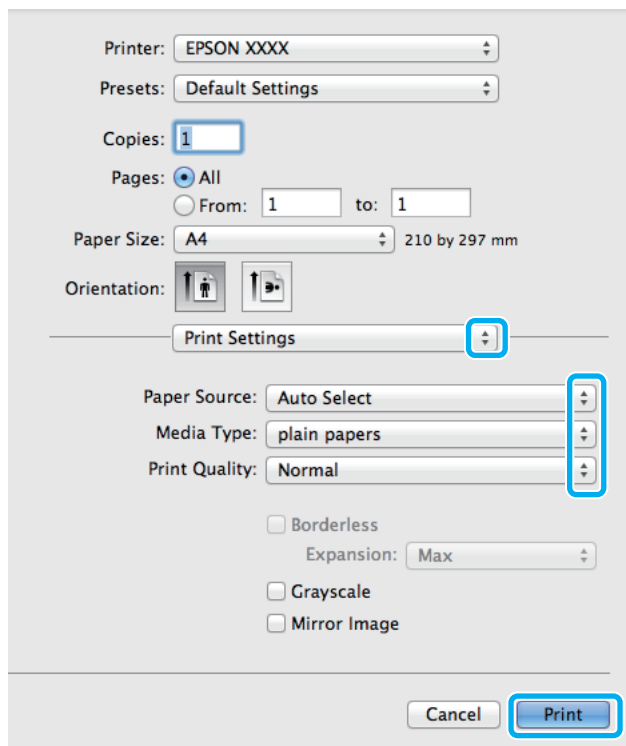 Printer: EPSON XXXX
Presets: Default Settings
Copies: 1
Pages: All
From: 1 to: 1
Paper Size: A4 210 by 297 mm
Orientation:
Print Settings
Paper Source: Auto Select
Media Type: plain papers
Print Quality: Normal
Borderless
Expansion: Max
Grayscale
Mirror Image
Cancel Print